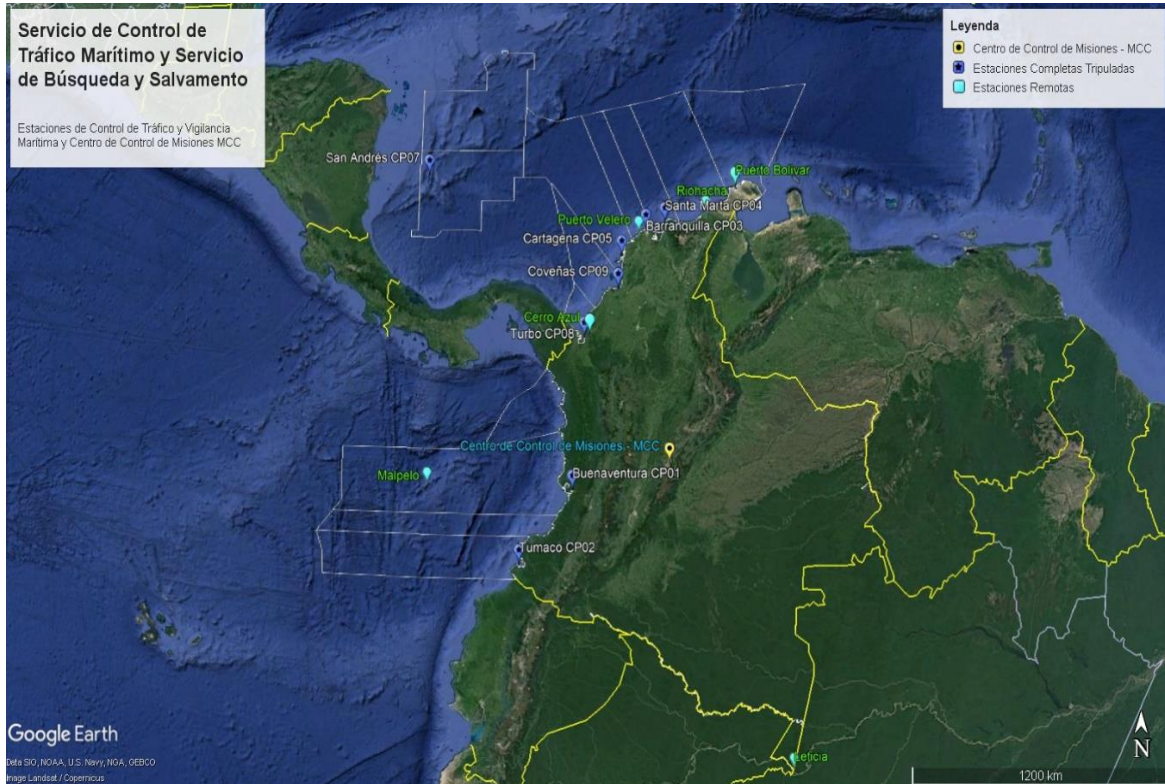 Servicio de Control de
Tráfico Marítimo y Servicio
de Búsqueda y Salvamento
Estaciones de Control de Tráfico y Vigilancia
Marítima y Centro de Control de Misiones MCC
Leyenda
Centro de Control de Misiones - MCC
Estaciones Completas Tripuladas
Estaciones Remotas
San Andrés CP07
Puerto Bolivar
Riohacha
Santa Marta CP04
Puerto Velero
Barranquilla CP03
Cartagena CP05
Coveñas CP09
Cerro Azul
Turbo CP08
Centro de Control de Misiones - MCC
Malpelo
Buenaventura CP01
Tumaco CP02
Leticia
Google Earth
Data SIO, NOAA, U.S. Navy, NGA, GEBCO
Image Landsat / Copernicus
N
1200 km